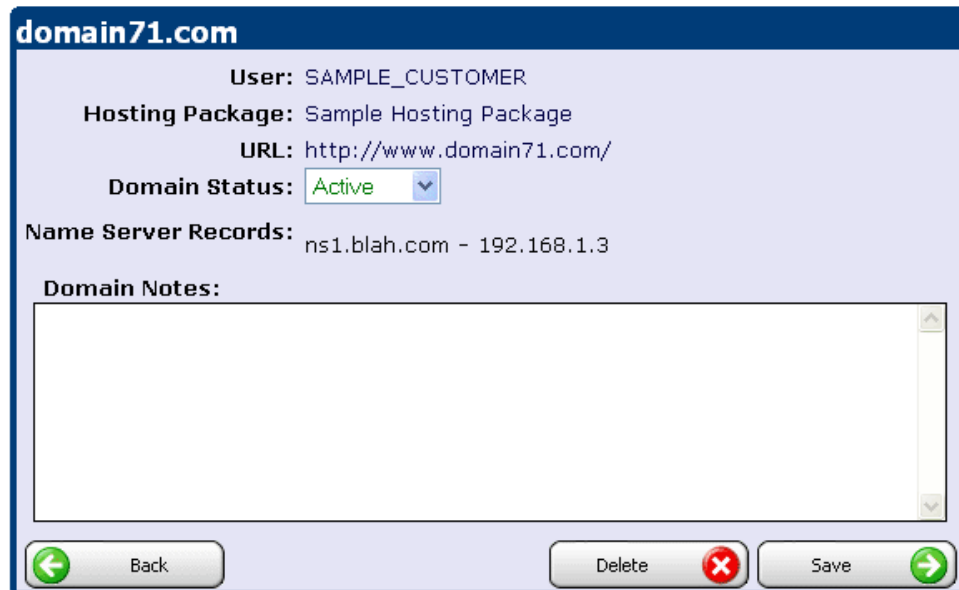 domain71.com
User: SAMPLE_CUSTOMER
Hosting Package: Sample Hosting Package
URL: http://www.domain71.com/
Domain Status: Active
Name Server Records: ns1.blah.com - 192.168.1.3
Domain Notes:
Back Delete Save